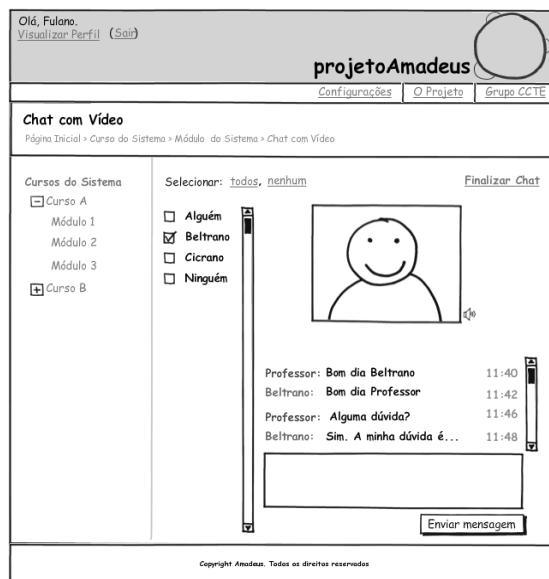 Olá, Fulano.
Visualizar Perfil (Sair)
projetoAmadeus
Configurações O Projeto Grupo CCTE
Chat com Vídeo
Página Inicial > Curso do Sistema > Módulo do Sistema > Chat com Vídeo
Cursos do Sistema
Curso A
Módulo 1
Módulo 2
Módulo 3
Curso B
Selecionar: todos, nenhum
Finalizar Chat
Alguém
Beltrano
Cicrano
Ninguém
Professor: Bom dia Beltrano 11:40
Beltrano: Bom dia Professor 11:42
Professor: Alguma dúvida? 11:46
Beltrano: Sim. A minha dúvida é... 11:48
Enviar mensagem
Copyright Amadeus. Todos os direitos reservados